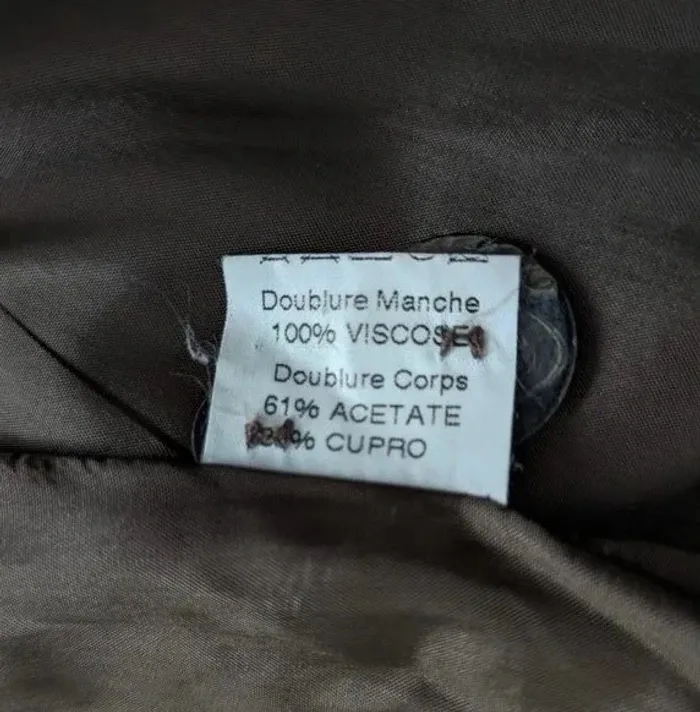 Doublure Manche
100% VISCOSE
Doublure Corps
61% ACETATE
% CUPRO